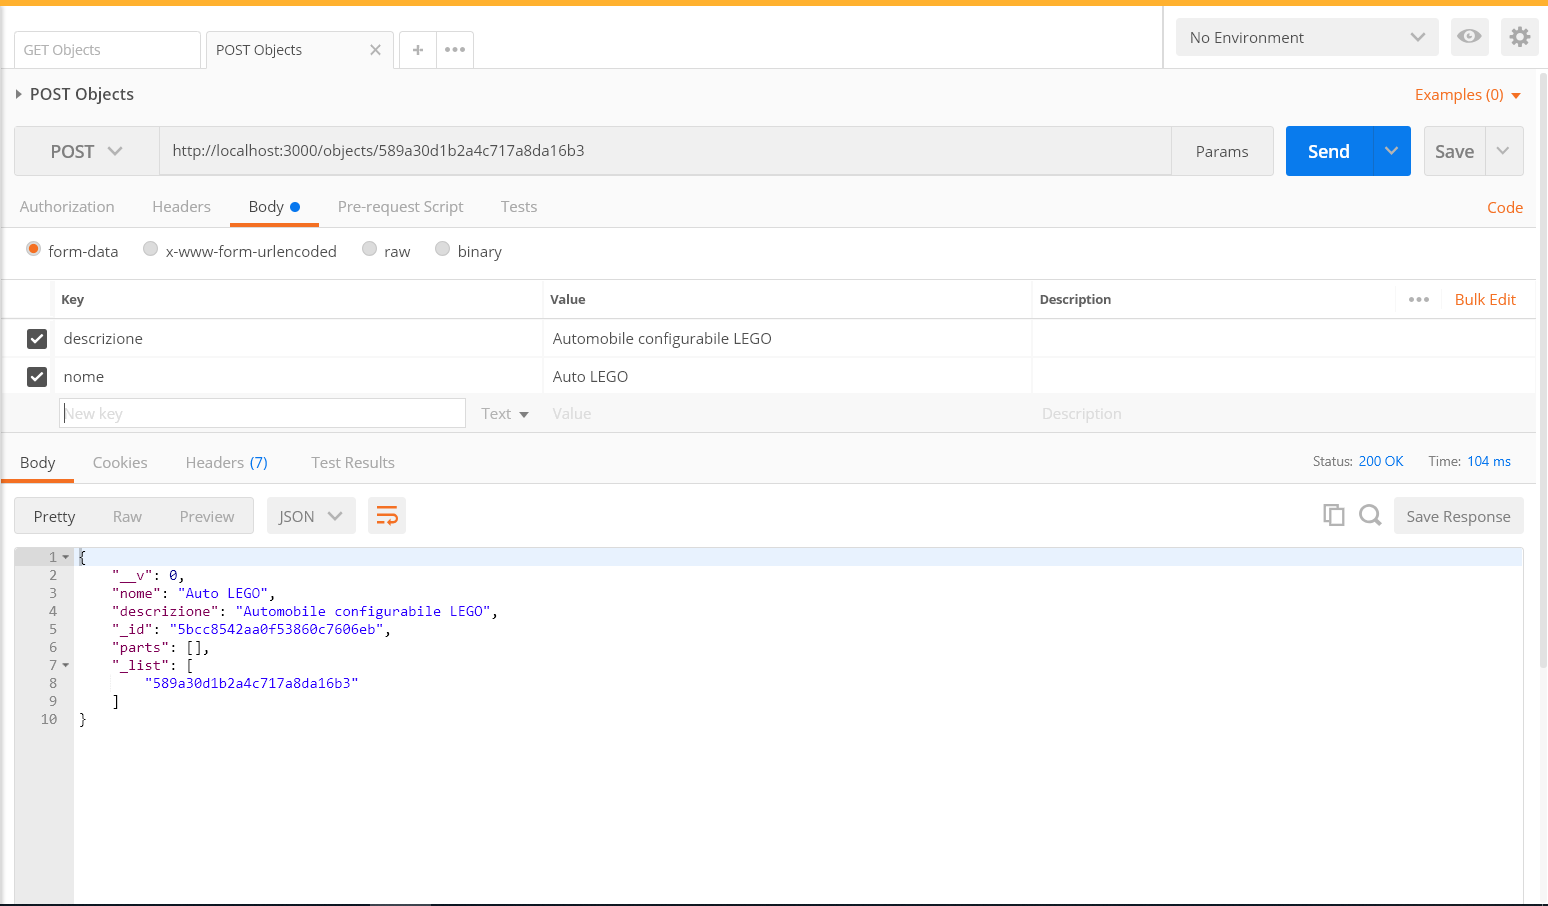 GET Objects
POST Objects
No Environment
POST Objects
Examples (0)
POST
http://localhost:3000/objects/589a30d1b2a4c717a8da16b3
Params
Send
Save
Authorization
Headers
Body
Pre-request Script
Tests
Code
form-data
x-www-form-urlencoded
raw
binary
Key
Value
Description
Bulk Edit
descrizione
Automobile configurabile LEGO
nome
Auto LEGO
New key
Text
Value
Description
Body
Cookies
Headers (7)
Test Results
Status: 200 OK
Time: 104 ms
Pretty
Raw
Preview
JSON
Save Response
1 {
2 "__v": 0,
3 "nome": "Auto LEGO",
4 "descrizione": "Automobile configurabile LEGO",
5 "_id": "5bcc8542aa0f53860c7606eb",
6 "parts": [],
7 "_list": [
8 "589a30d1b2a4c717a8da16b3"
9 ]
10 }